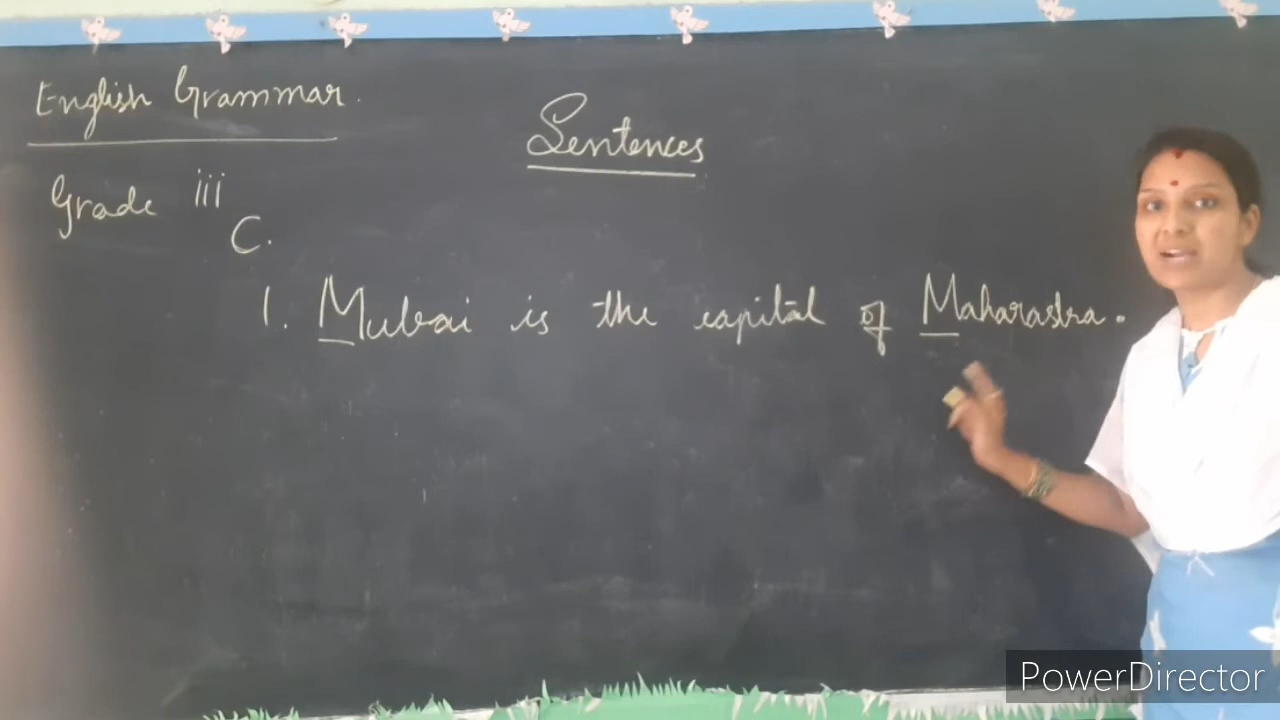 English Grammar.
Sentences
Grade iii
C.
1. Mubai is the capital of Maharastra.
PowerDirector